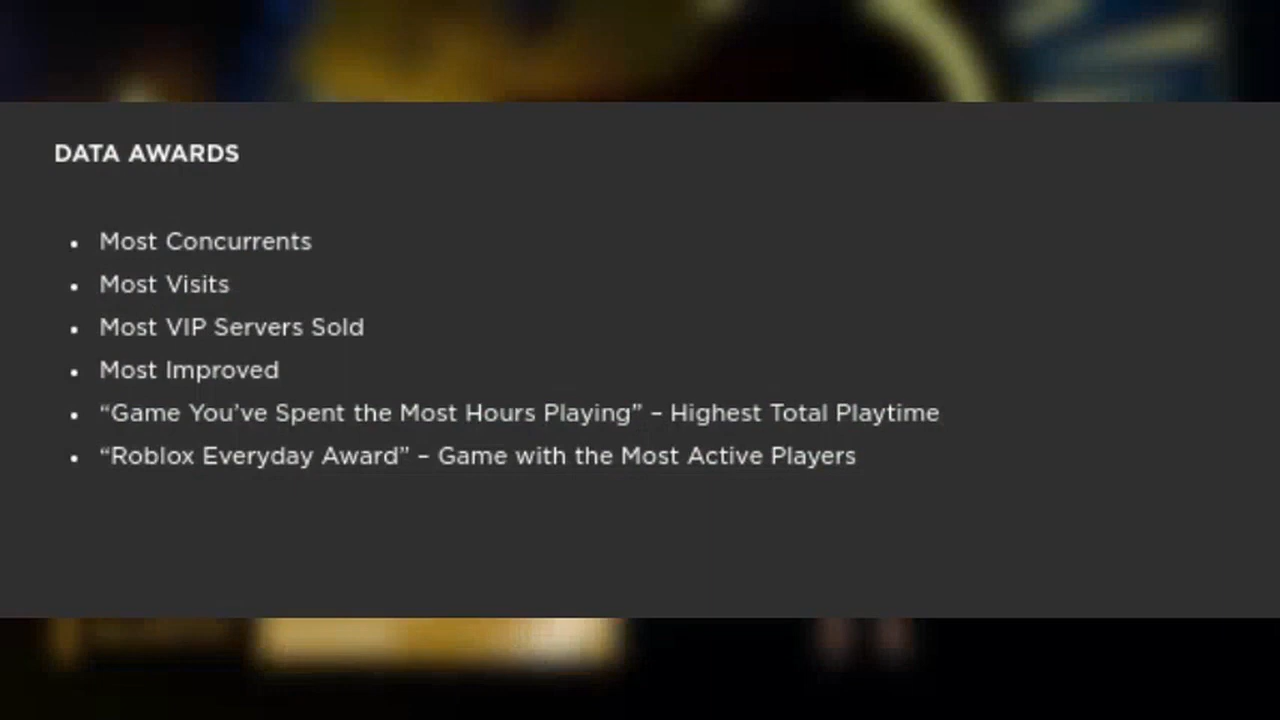 DATA AWARDS
• Most Concurrents
• Most Visits
• Most VIP Servers Sold
• Most Improved
• “Game You’ve Spent the Most Hours Playing” – Highest Total Playtime
• “Roblox Everyday Award” – Game with the Most Active Players